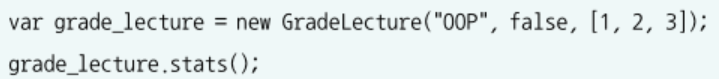 var grade_lecture = new GradeLecture("OOP", false, [1, 2, 3]);
grade_lecture.stats();